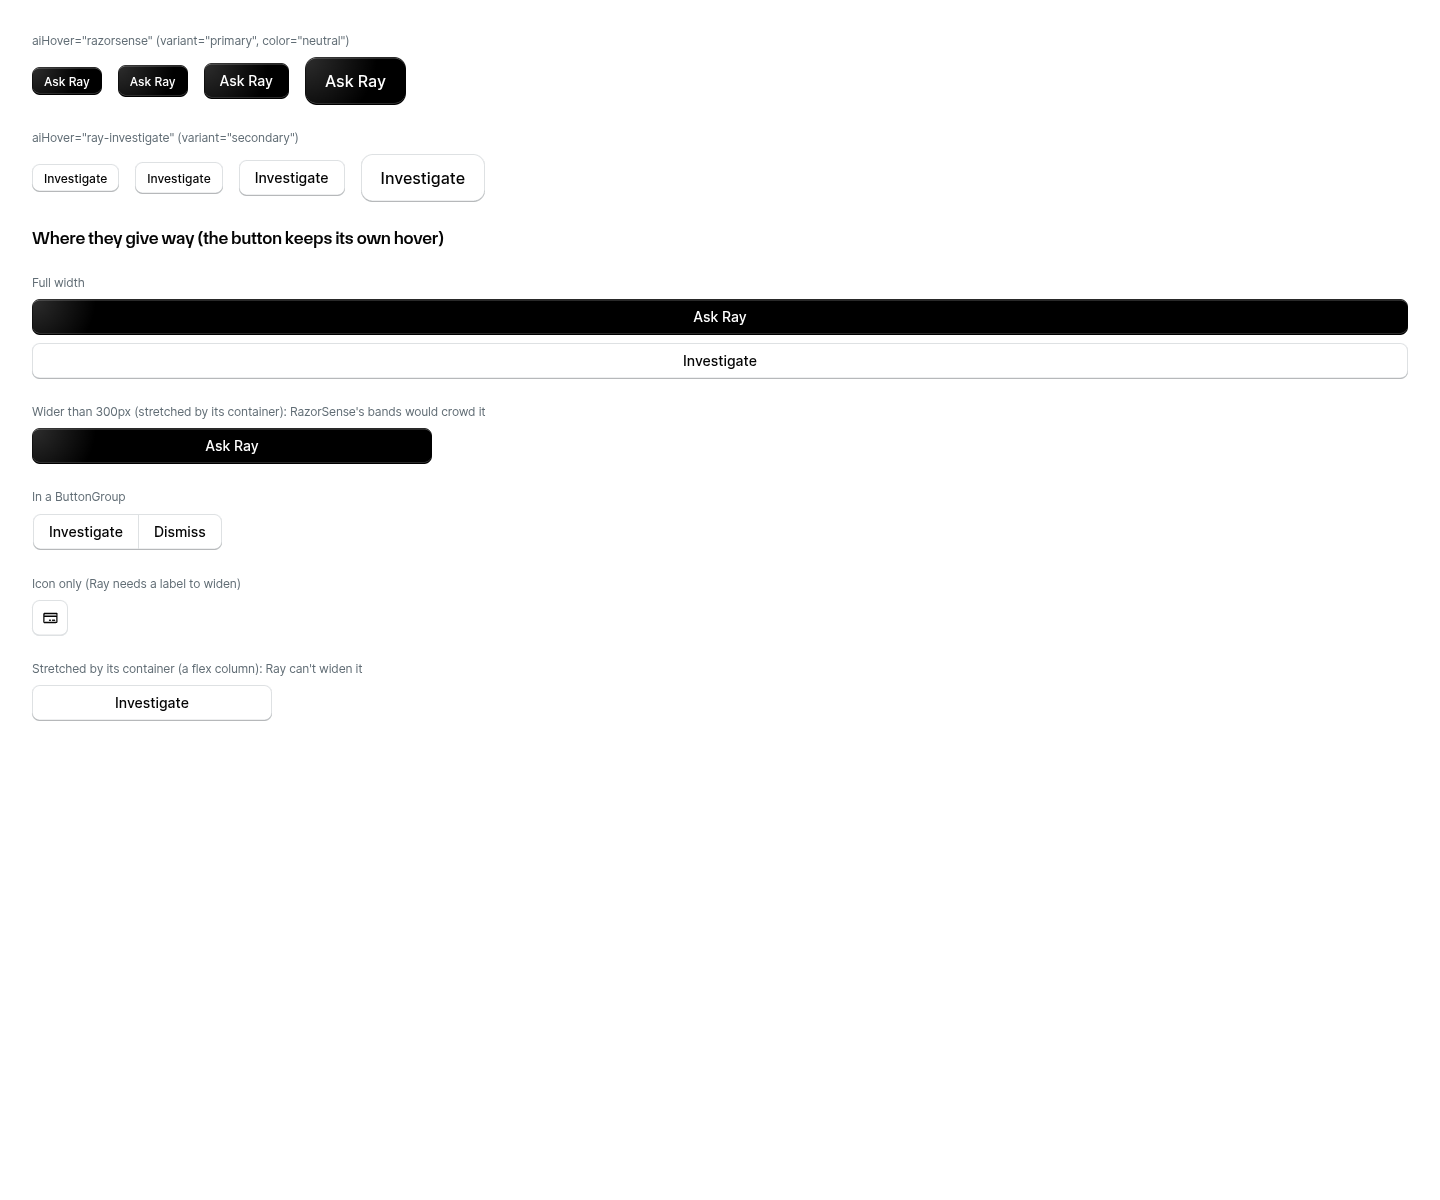 aiHover="razorsense" (variant="primary", color="neutral")
Ask Ray Ask Ray Ask Ray Ask Ray
aiHover="ray-investigate" (variant="secondary")
Investigate Investigate Investigate Investigate
Where they give way (the button keeps its own hover)
Full width
Ask Ray
Investigate
Wider than 300px (stretched by its container): RazorSense's bands would crowd it
Ask Ray
In a ButtonGroup
Investigate Dismiss
Icon only (Ray needs a label to widen)
Stretched by its container (a flex column): Ray can't widen it
Investigate